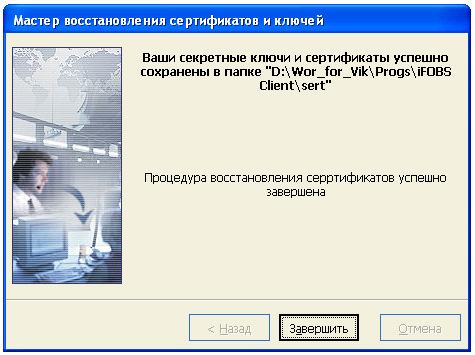 Мастер восстановления сертификатов и ключей
Ваши секретные ключи и сертификаты успешно
сохранены в папке "D:\Wor_for_Vik\Progs\iFOBS
Client\sert"
Процедура восстановления серртификатов успешно
завершена
< Назад
Завершить
Отмена